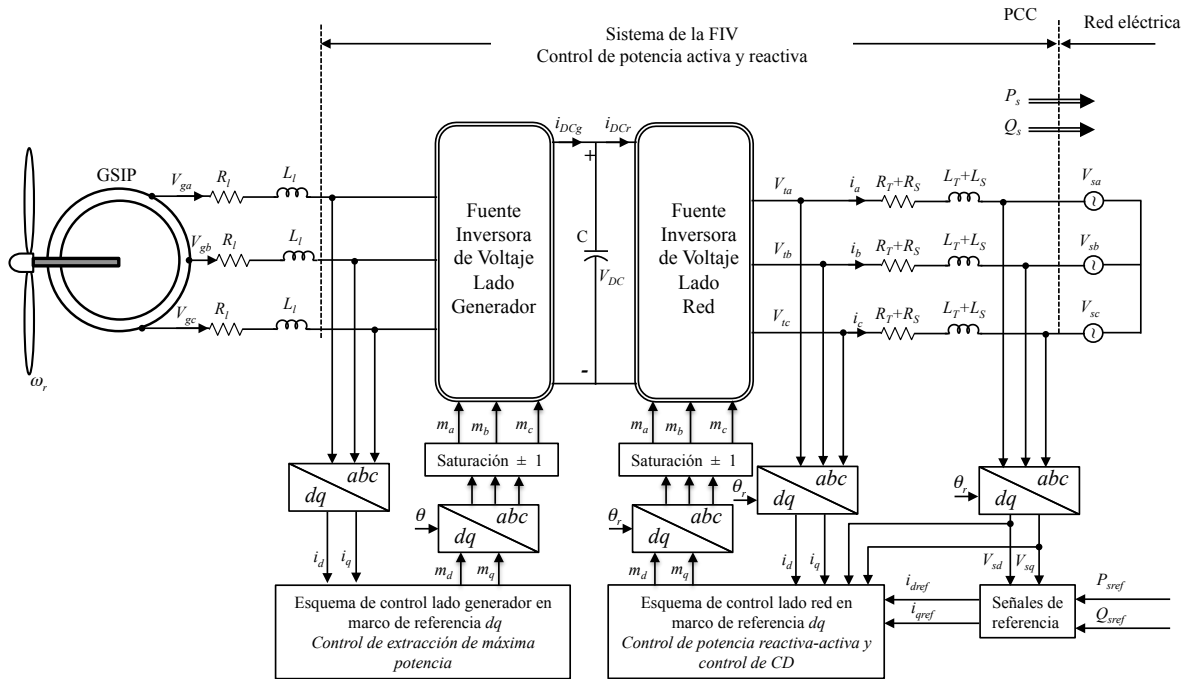 PCC
Red eléctrica
Sistema de la FIV
Control de potencia activa y reactiva
P_s
Q_s
i_DCg
i_DCr
GSIP
V_ga
R_l
L_l
V_gb
R_l
L_l
V_gc
R_l
L_l
ω_r
Fuente
Inversora
de Voltaje
Lado
Generador
+
C
V_DC
-
Fuente
Inversora
de Voltaje
Lado
Red
V_ta
i_a
R_T+R_S
L_T+L_S
V_sa
~
V_tb
i_b
R_T+R_S
L_T+L_S
V_sb
~
V_tc
i_c
R_T+R_S
L_T+L_S
V_sc
~
m_a
m_b
m_c
m_a
m_b
m_c
Saturación ± 1
Saturación ± 1
abc
dq
θ
abc
dq
θ_r
abc
dq
θ_r
abc
dq
θ_r
abc
dq
i_d
i_q
m_d
m_q
m_d
m_q
i_d
i_q
V_sd
V_sq
Esquema de control lado generador en
marco de referencia dq
Control de extracción de máxima
potencia
Esquema de control lado red en
marco de referencia dq
Control de potencia reactiva-activa y
control de CD
i_dref
i_qref
Señales de
referencia
P_sref
Q_sref